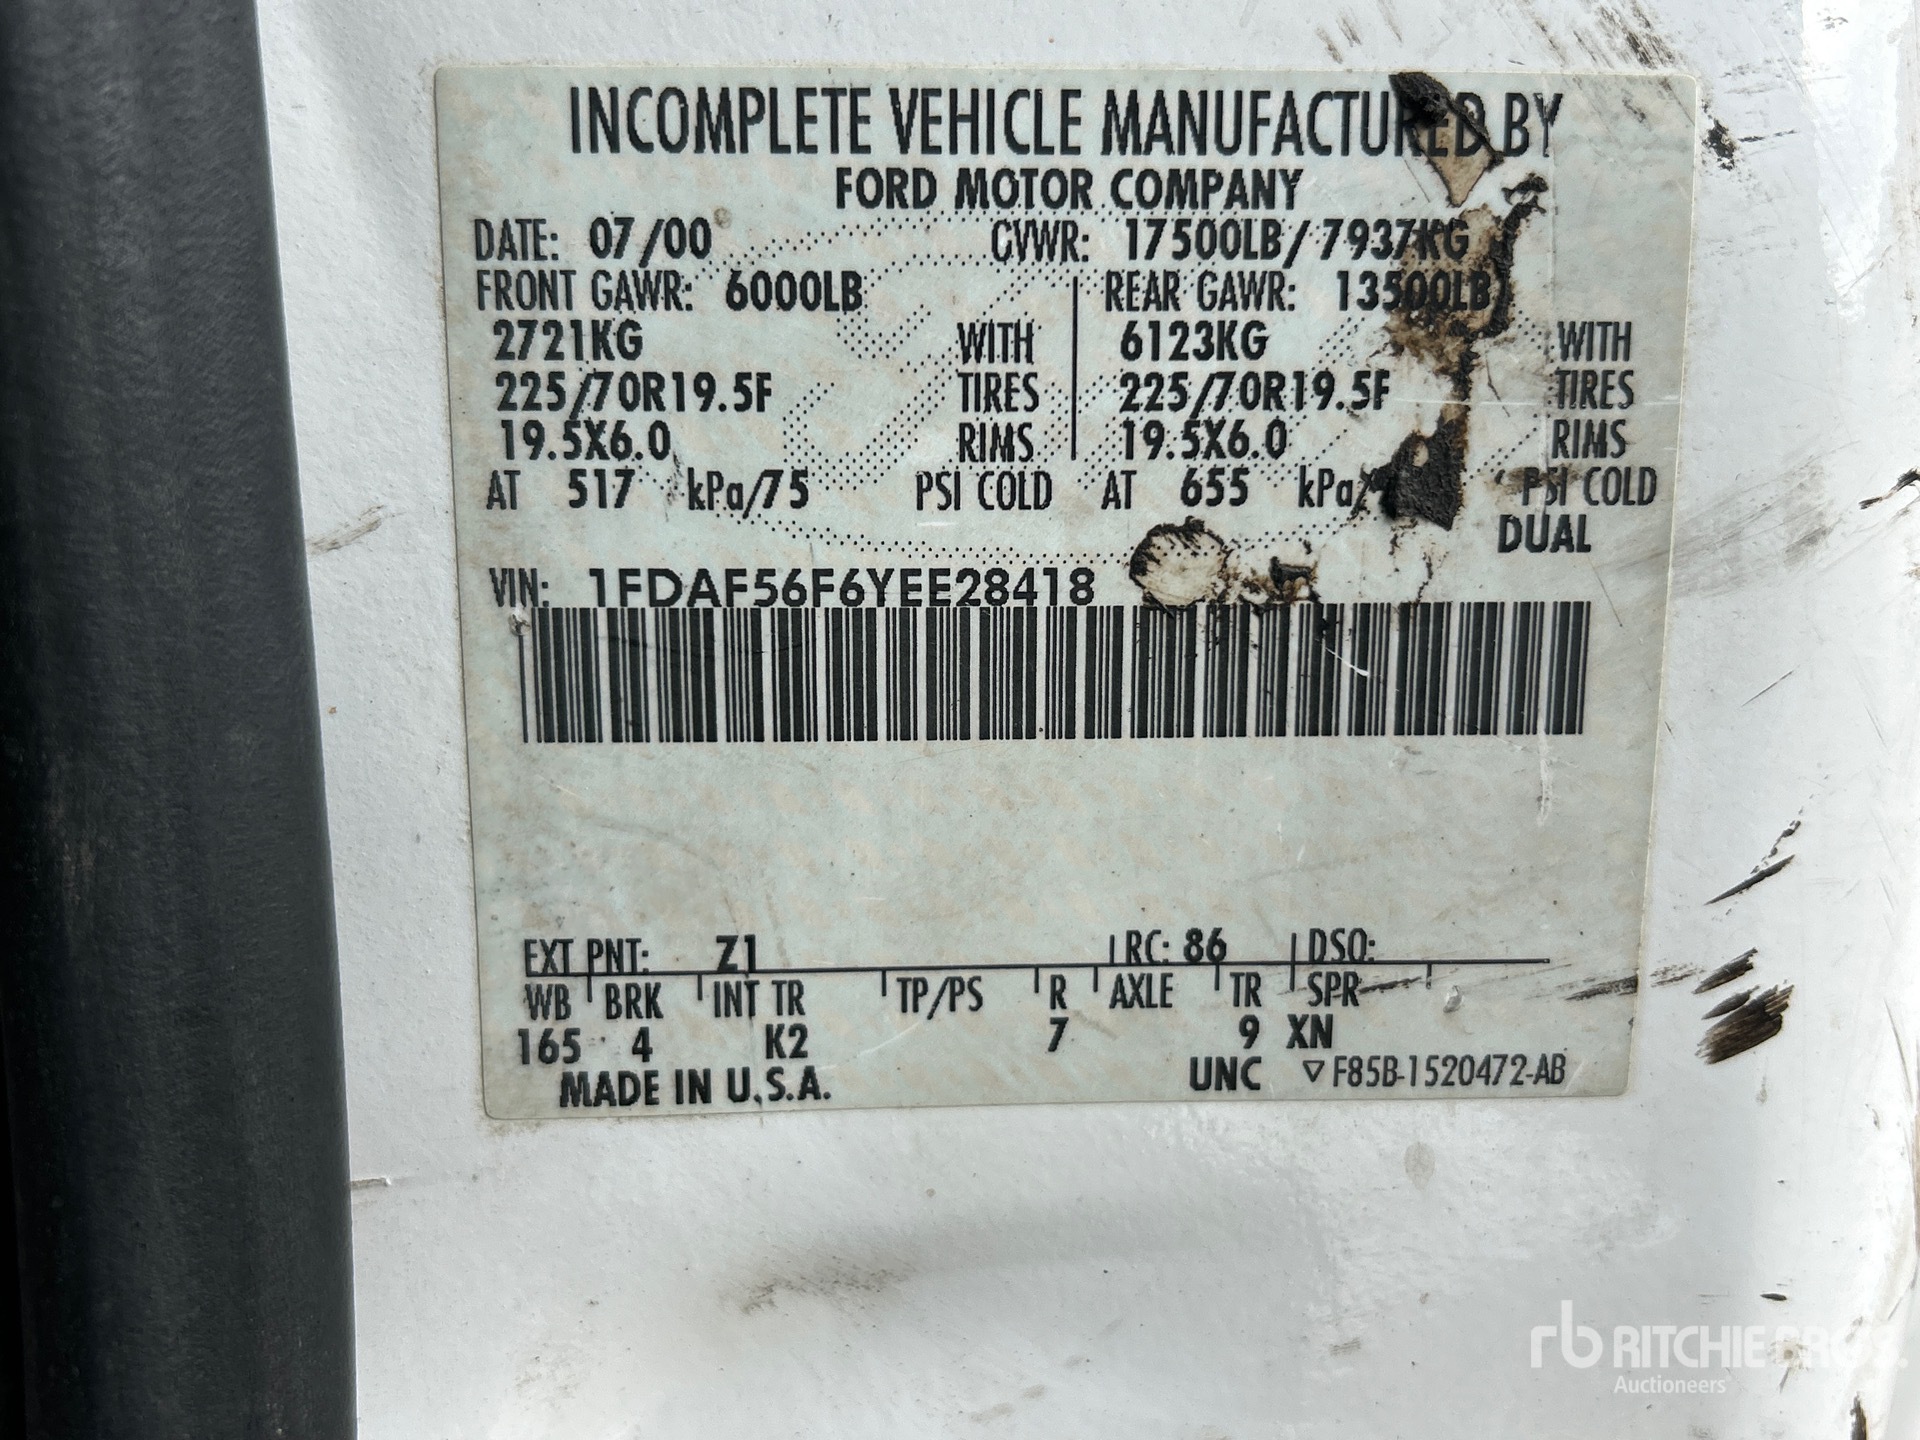 INCOMPLETE VEHICLE MANUFACTURED BY
FORD MOTOR COMPANY
DATE: 07/00 GVWR: 17500LB/7937KG
FRONT GAWR: 6000LB REAR GAWR: 13500LB
2721KG WITH 6123KG WITH
225/70R19.5F TIRES 225/70R19.5F TIRES
19.5X6.0 RIMS 19.5X6.0 RIMS
AT 517 kPa/75 PSI COLD AT 655 kPa/ PSI COLD
DUAL
VIN: 1FDAF56F6YEE28418
EXT PNT: Z1 RC: 86 DSO:
WB BRK INT TR TP/PS R AXLE TR SPR
165 4 K2 7 9 XN
MADE IN U.S.A. UNC F85B-1520472-AB
rb RITCHIE BROS.
Auctioneers